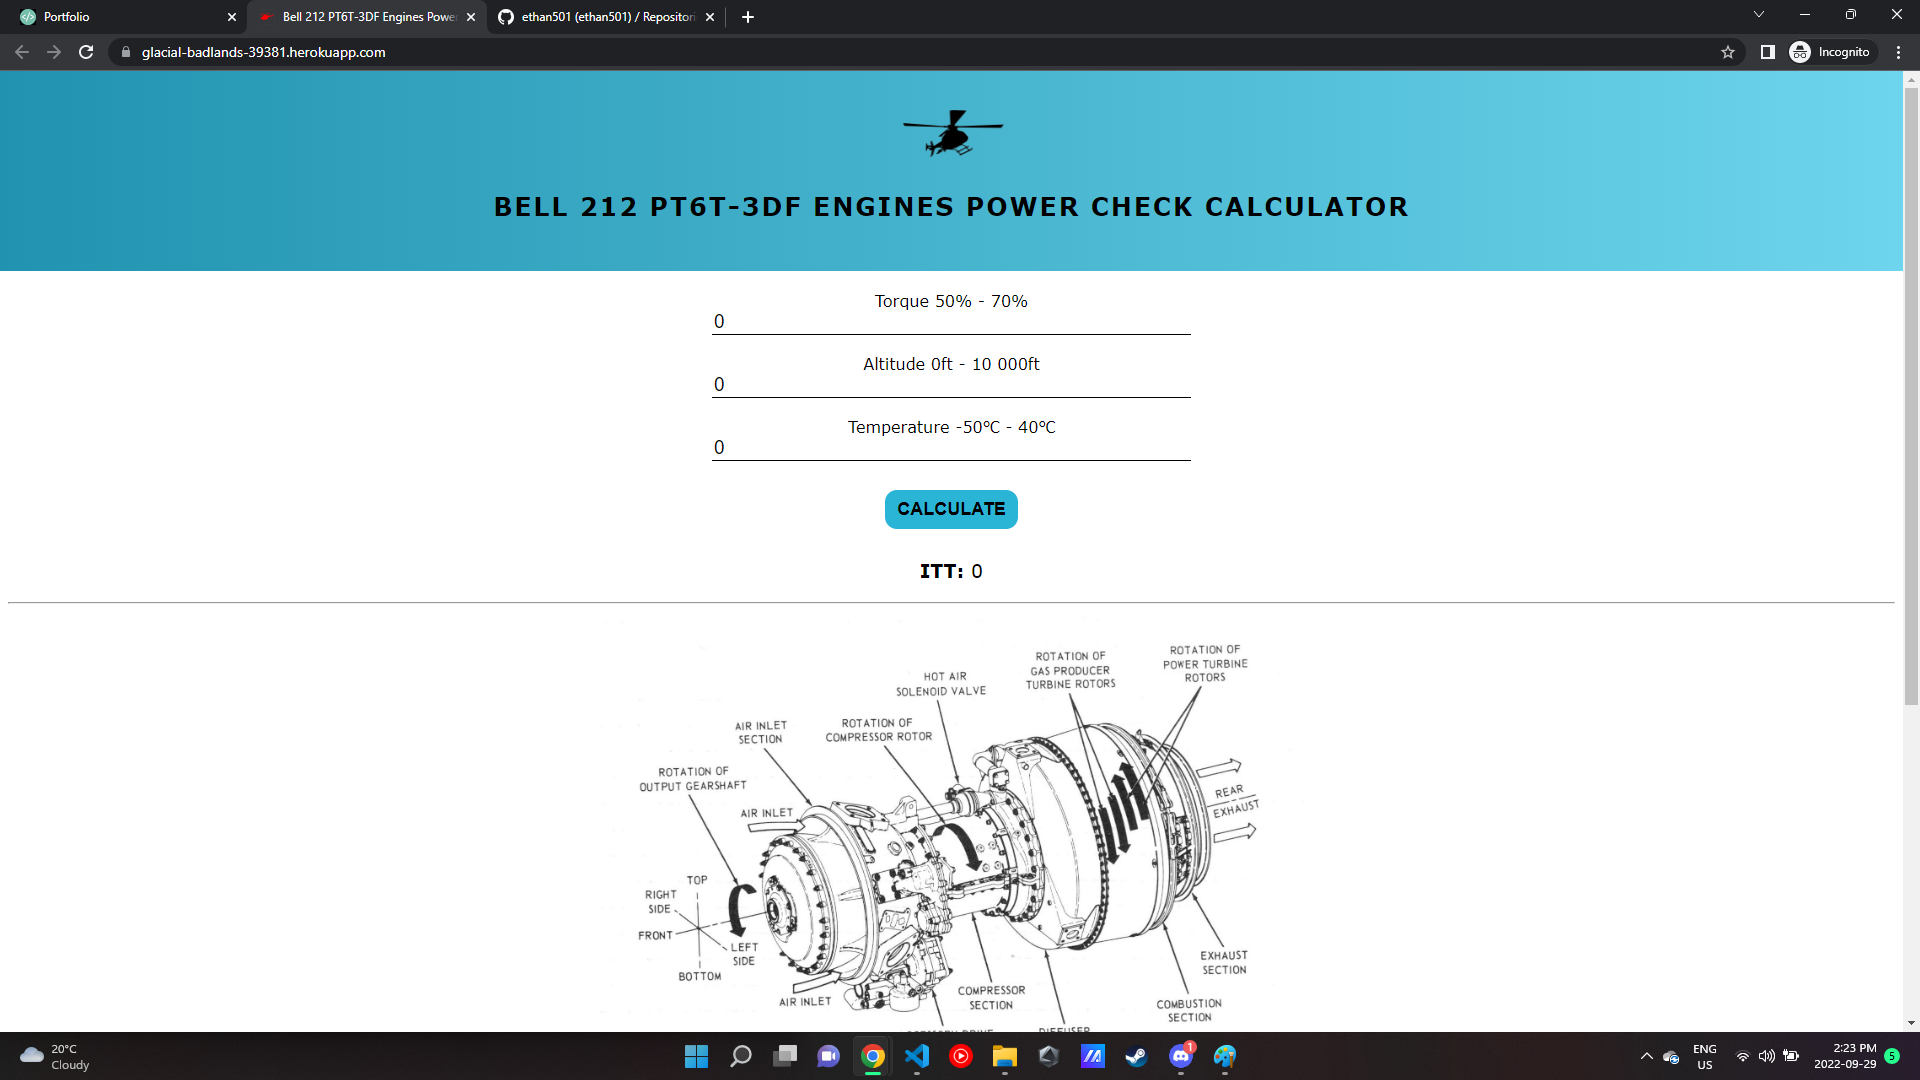 Portfolio
Bell 212 PT6T-3DF Engines Power
ethan501 (ethan501) / Repositori
glacial-badlands-39381.herokuapp.com
Incognito
BELL 212 PT6T-3DF ENGINES POWER CHECK CALCULATOR
Torque 50% - 70%
0
Altitude 0ft - 10 000ft
0
Temperature -50°C - 40°C
0
CALCULATE
ITT: 0
ROTATION OF
GAS PRODUCER
TURBINE ROTORS
ROTATION OF
POWER TURBINE
ROTORS
HOT AIR
SOLENOID VALVE
AIR INLET
SECTION
ROTATION OF
COMPRESSOR ROTOR
ROTATION OF
OUTPUT GEARSHAFT
AIR INLET
REAR
EXHAUST
TOP
RIGHT
SIDE
FRONT
LEFT
SIDE
BOTTOM
AIR INLET
COMPRESSOR
SECTION
EXHAUST
SECTION
COMBUSTION
SECTION
DIFFUSER
20°C
Cloudy
1
ENG
US
2:23 PM
2022-09-29
5